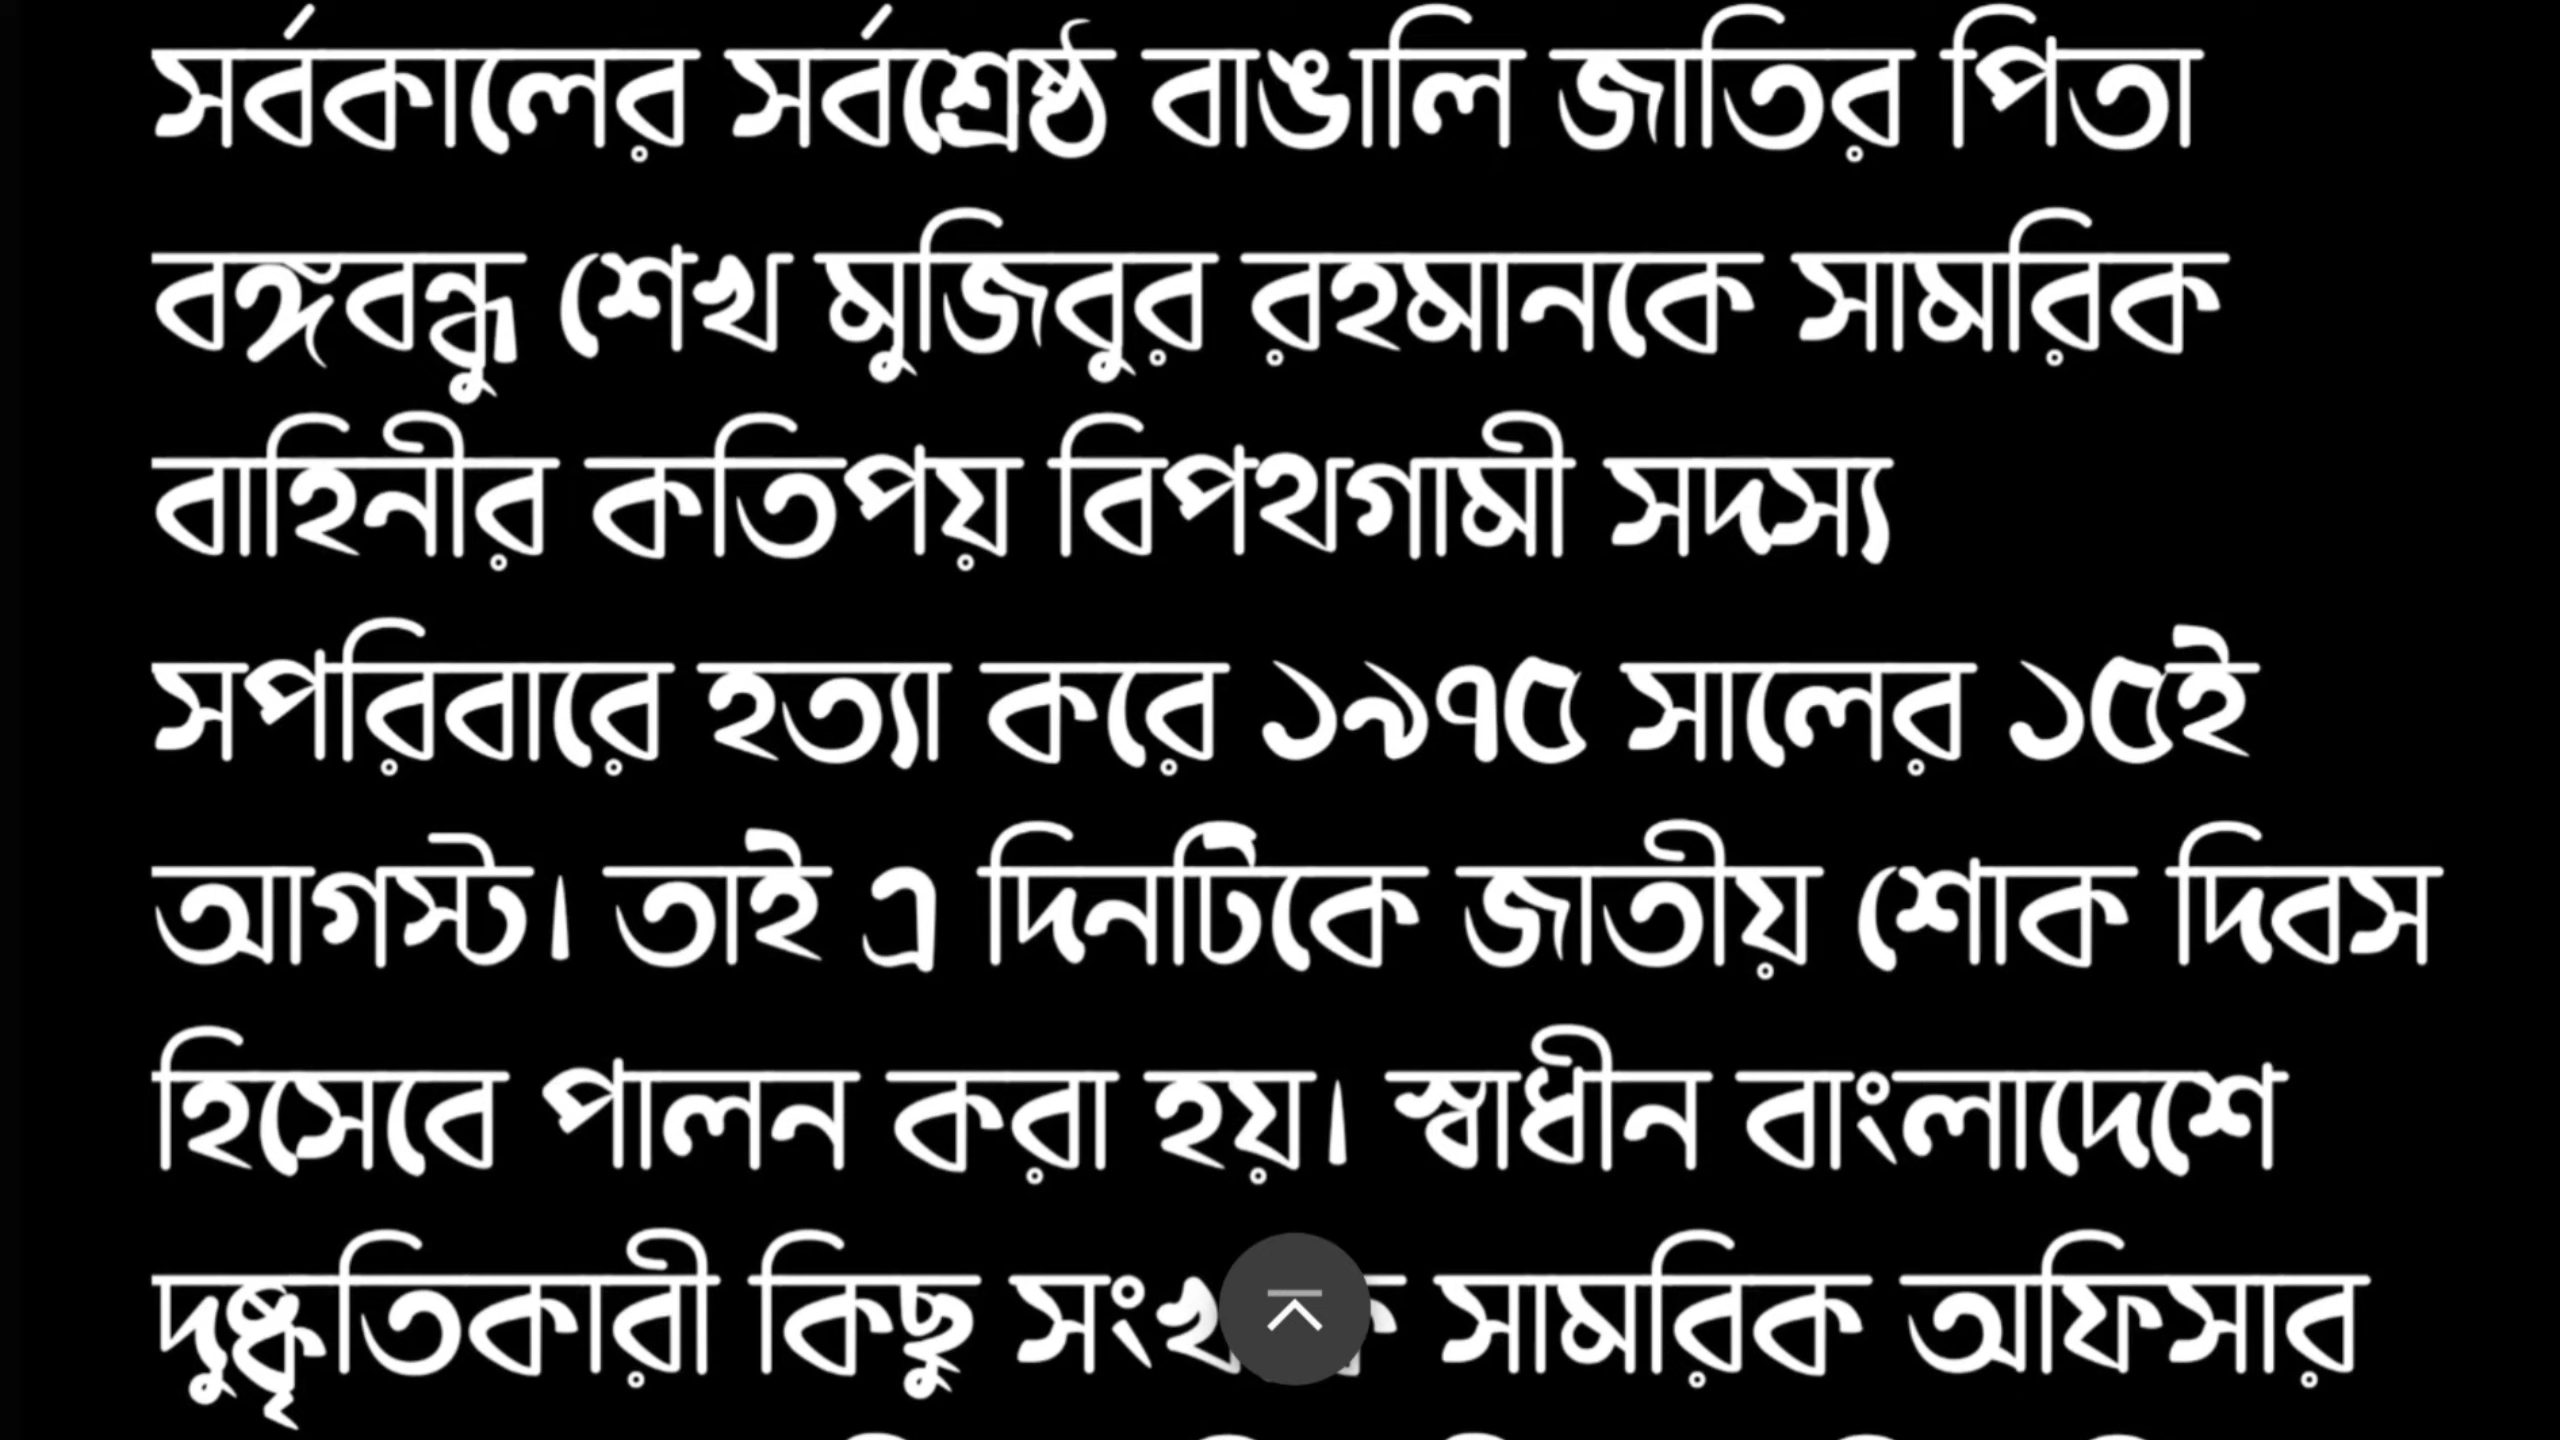 সর্বকালের সর্বশ্রেষ্ঠ বাঙালি জাতির পিতা
বঙ্গবন্ধু শেখ মুজিবুর রহমানকে সামরিক
বাহিনীর কতিপয় বিপথগামী সদস্য
সপরিবারে হত্যা করে ১৯৭৫ সালের ১৫ই
আগস্ট। তাই এ দিনটিকে জাতীয় শোক দিবস
হিসেবে পালন করা হয়। স্বাধীন বাংলাদেশে
দুষ্কৃতিকারী কিছু সামরিক অফিসার